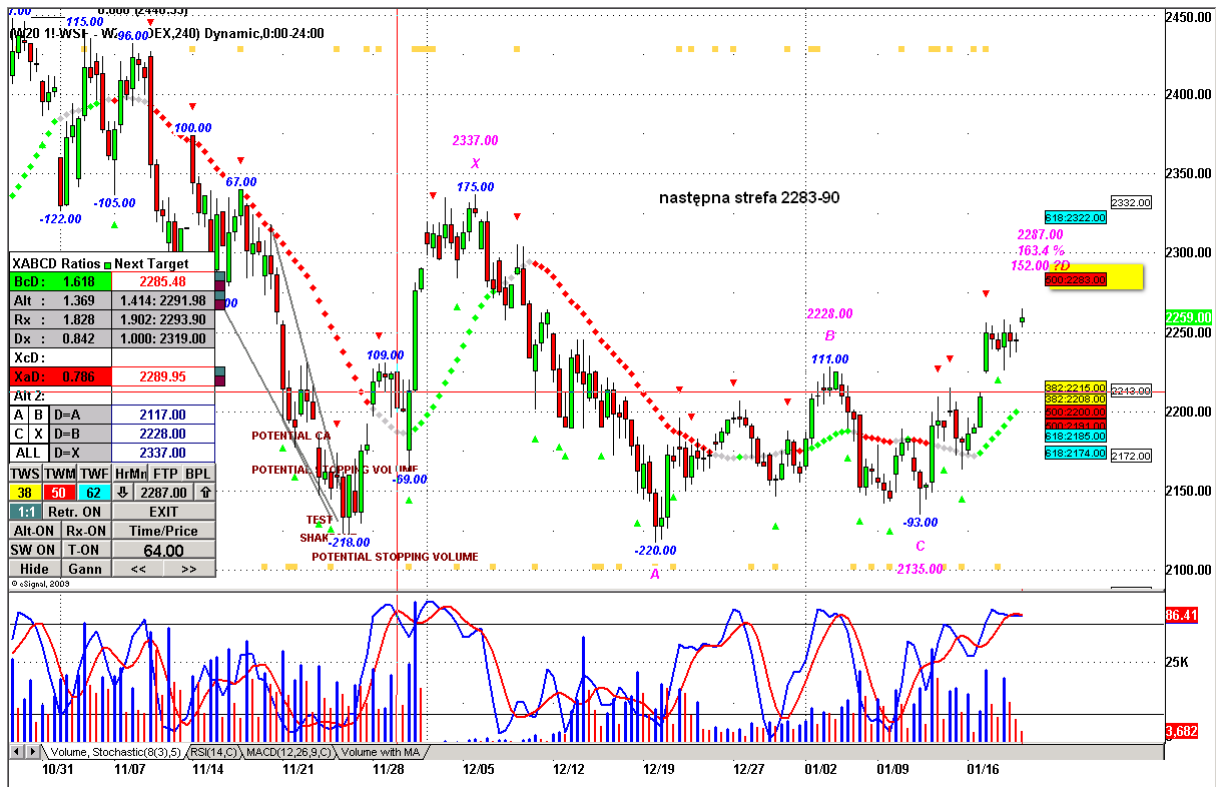 115.00
-96.00
DEX,240) Dynamic,0:00-24:00
100.00
67.00
-122.00
-105.00
2337.00
X
175.00
następna strefa 2283-90
2287.00
163.4 %
152.00 ?D
618:2322.00
2332.00
2228.00
B
111.00
109.00
-69.00
-218.00
-220.00
A
-93.00
C
2135.00
POTENTIAL CA
POTENTIAL STOPPING VOLUME
TEST
POTENTIAL STOPPING VOLUME
XABCD Ratios Next Target
BcD: 1.618 2285.48
Alt : 1.369 1.414: 2291.98
Rx : 1.828 1.902: 2293.90
Dx : 0.842 1.000: 2319.00
XcD:
XaD: 0.786 2289.95
Alt 2:
A B D=A 2117.00
C X D=B 2228.00
ALL D=X 2337.00
TWS TWM TWF HrMn FTP BPL
38 50 62 2287.00
1:1 Retr. ON EXIT
Alt-ON Rx-ON Time/Price
SW ON T-ON 64.00
Hide Gann << >>
© eSignal, 2009
382:2215.00
382:2208.00
500:2200.00
618:2185.00
618:2174.00
2243.00
2172.00
2450.00
2400.00
2350.00
2300.00
2259.00
2250.00
2200.00
2150.00
2100.00
86.41
25K
3,682
Volume, Stochastic(8(3),5) RSI(14,C) MACD(12,26,9,C) Volume with MA
10/31 11/07 11/14 11/21 11/28 12/05 12/12 12/19 12/27 01/02 01/09 01/16